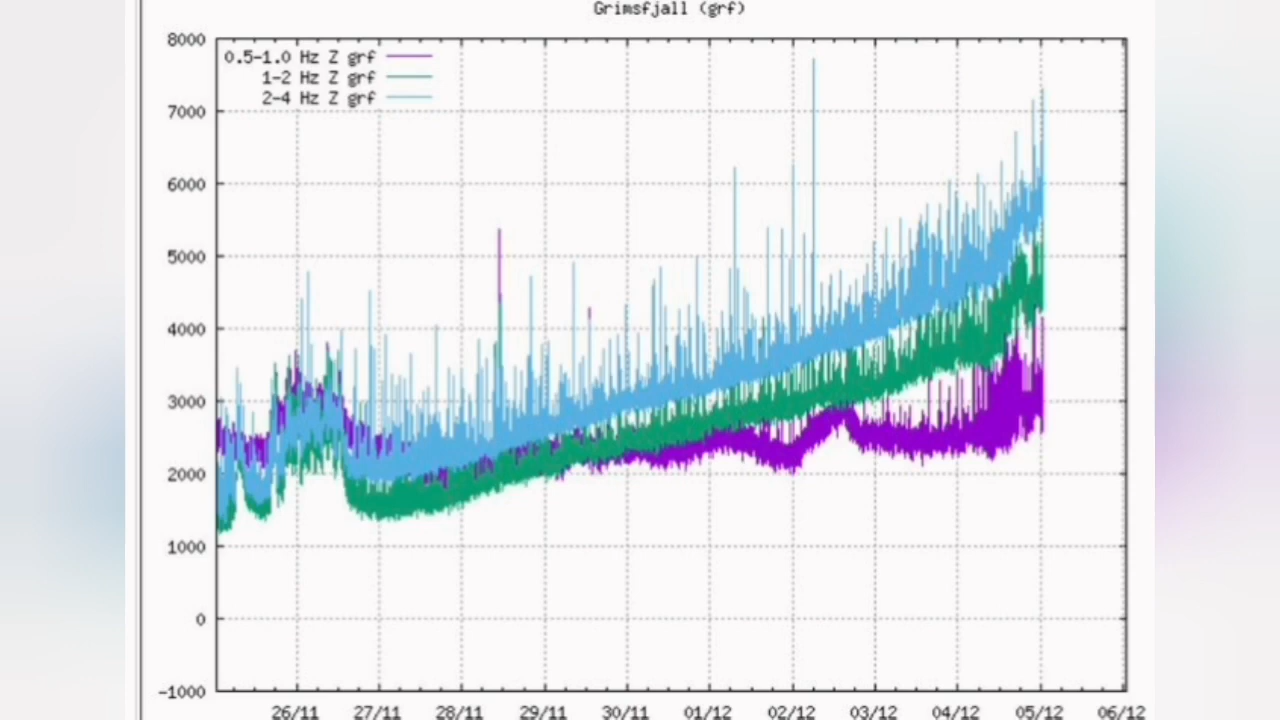 Grimsfjall (grf)
8000
0.5-1.0 Hz Z grf
1-2 Hz Z grf
2-4 Hz Z grf
7000
6000
5000
4000
3000
2000
1000
0
-1000
26/11 27/11 28/11 29/11 30/11 01/12 02/12 03/12 04/12 05/12 06/12